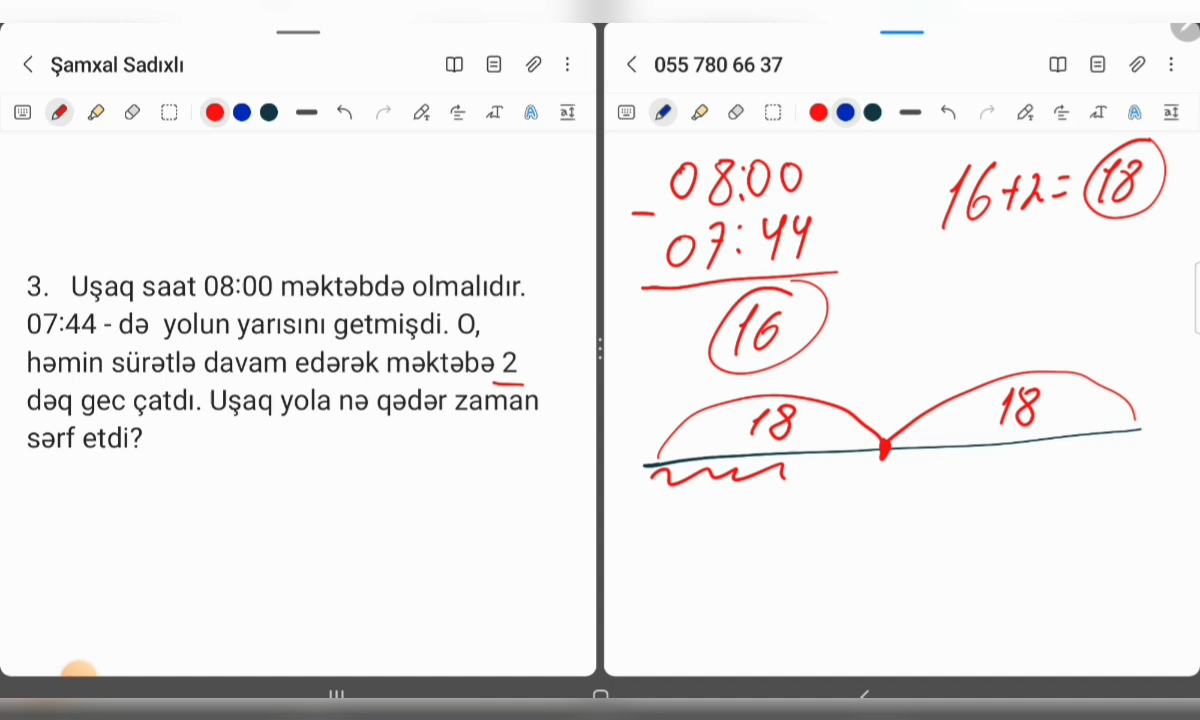 Şamxal Sadıxlı
3. Uşaq saat 08:00 məktəbdə olmalıdır.
07:44 - də yolun yarısını getmişdi. O,
həmin sürətlə davam edərək məktəbə 2
dəq gec çatdı. Uşaq yola nə qədər zaman
sərf etdi?
055 780 66 37
08:00
- 07:44
16
16+2=18
18 18